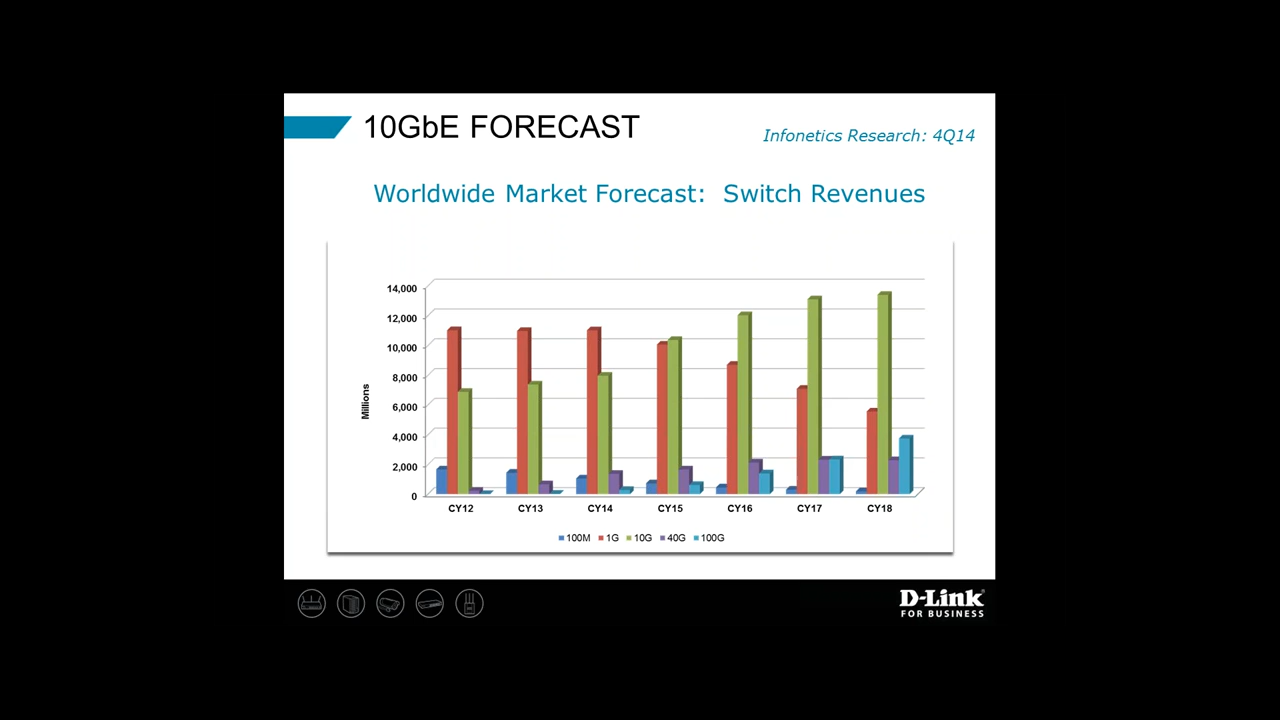 10GbE FORECAST
Infonetics Research: 4Q14
Worldwide Market Forecast: Switch Revenues
14,000
12,000
10,000
8,000
6,000
4,000
2,000
0
Millions
CY12 CY13 CY14 CY15 CY16 CY17 CY18
100M 1G 10G 40G 100G
D-Link
FOR BUSINESS